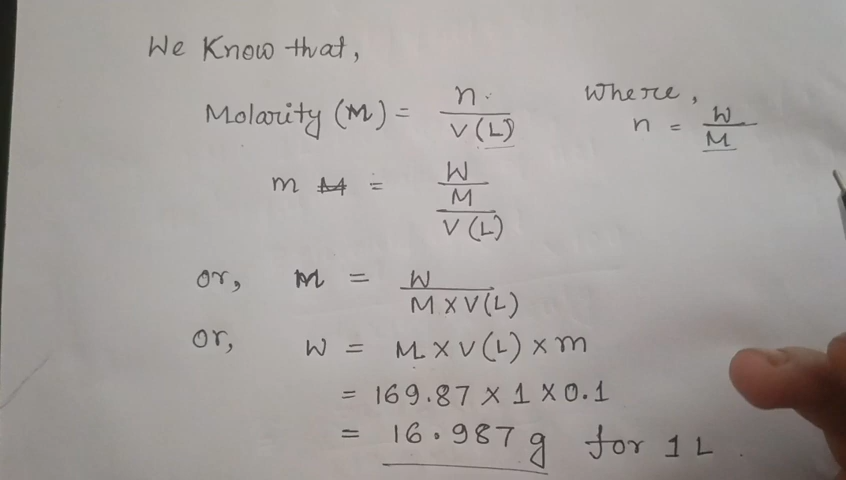 We Know that,
Molarity (M) = n / V (L) Where, n = W / M
m = W / M / V (L)
or, m = W / M X V (L)
or, W = M X V (L) X m
= 169.87 X 1 X 0.1
= 16.987 g for 1 L